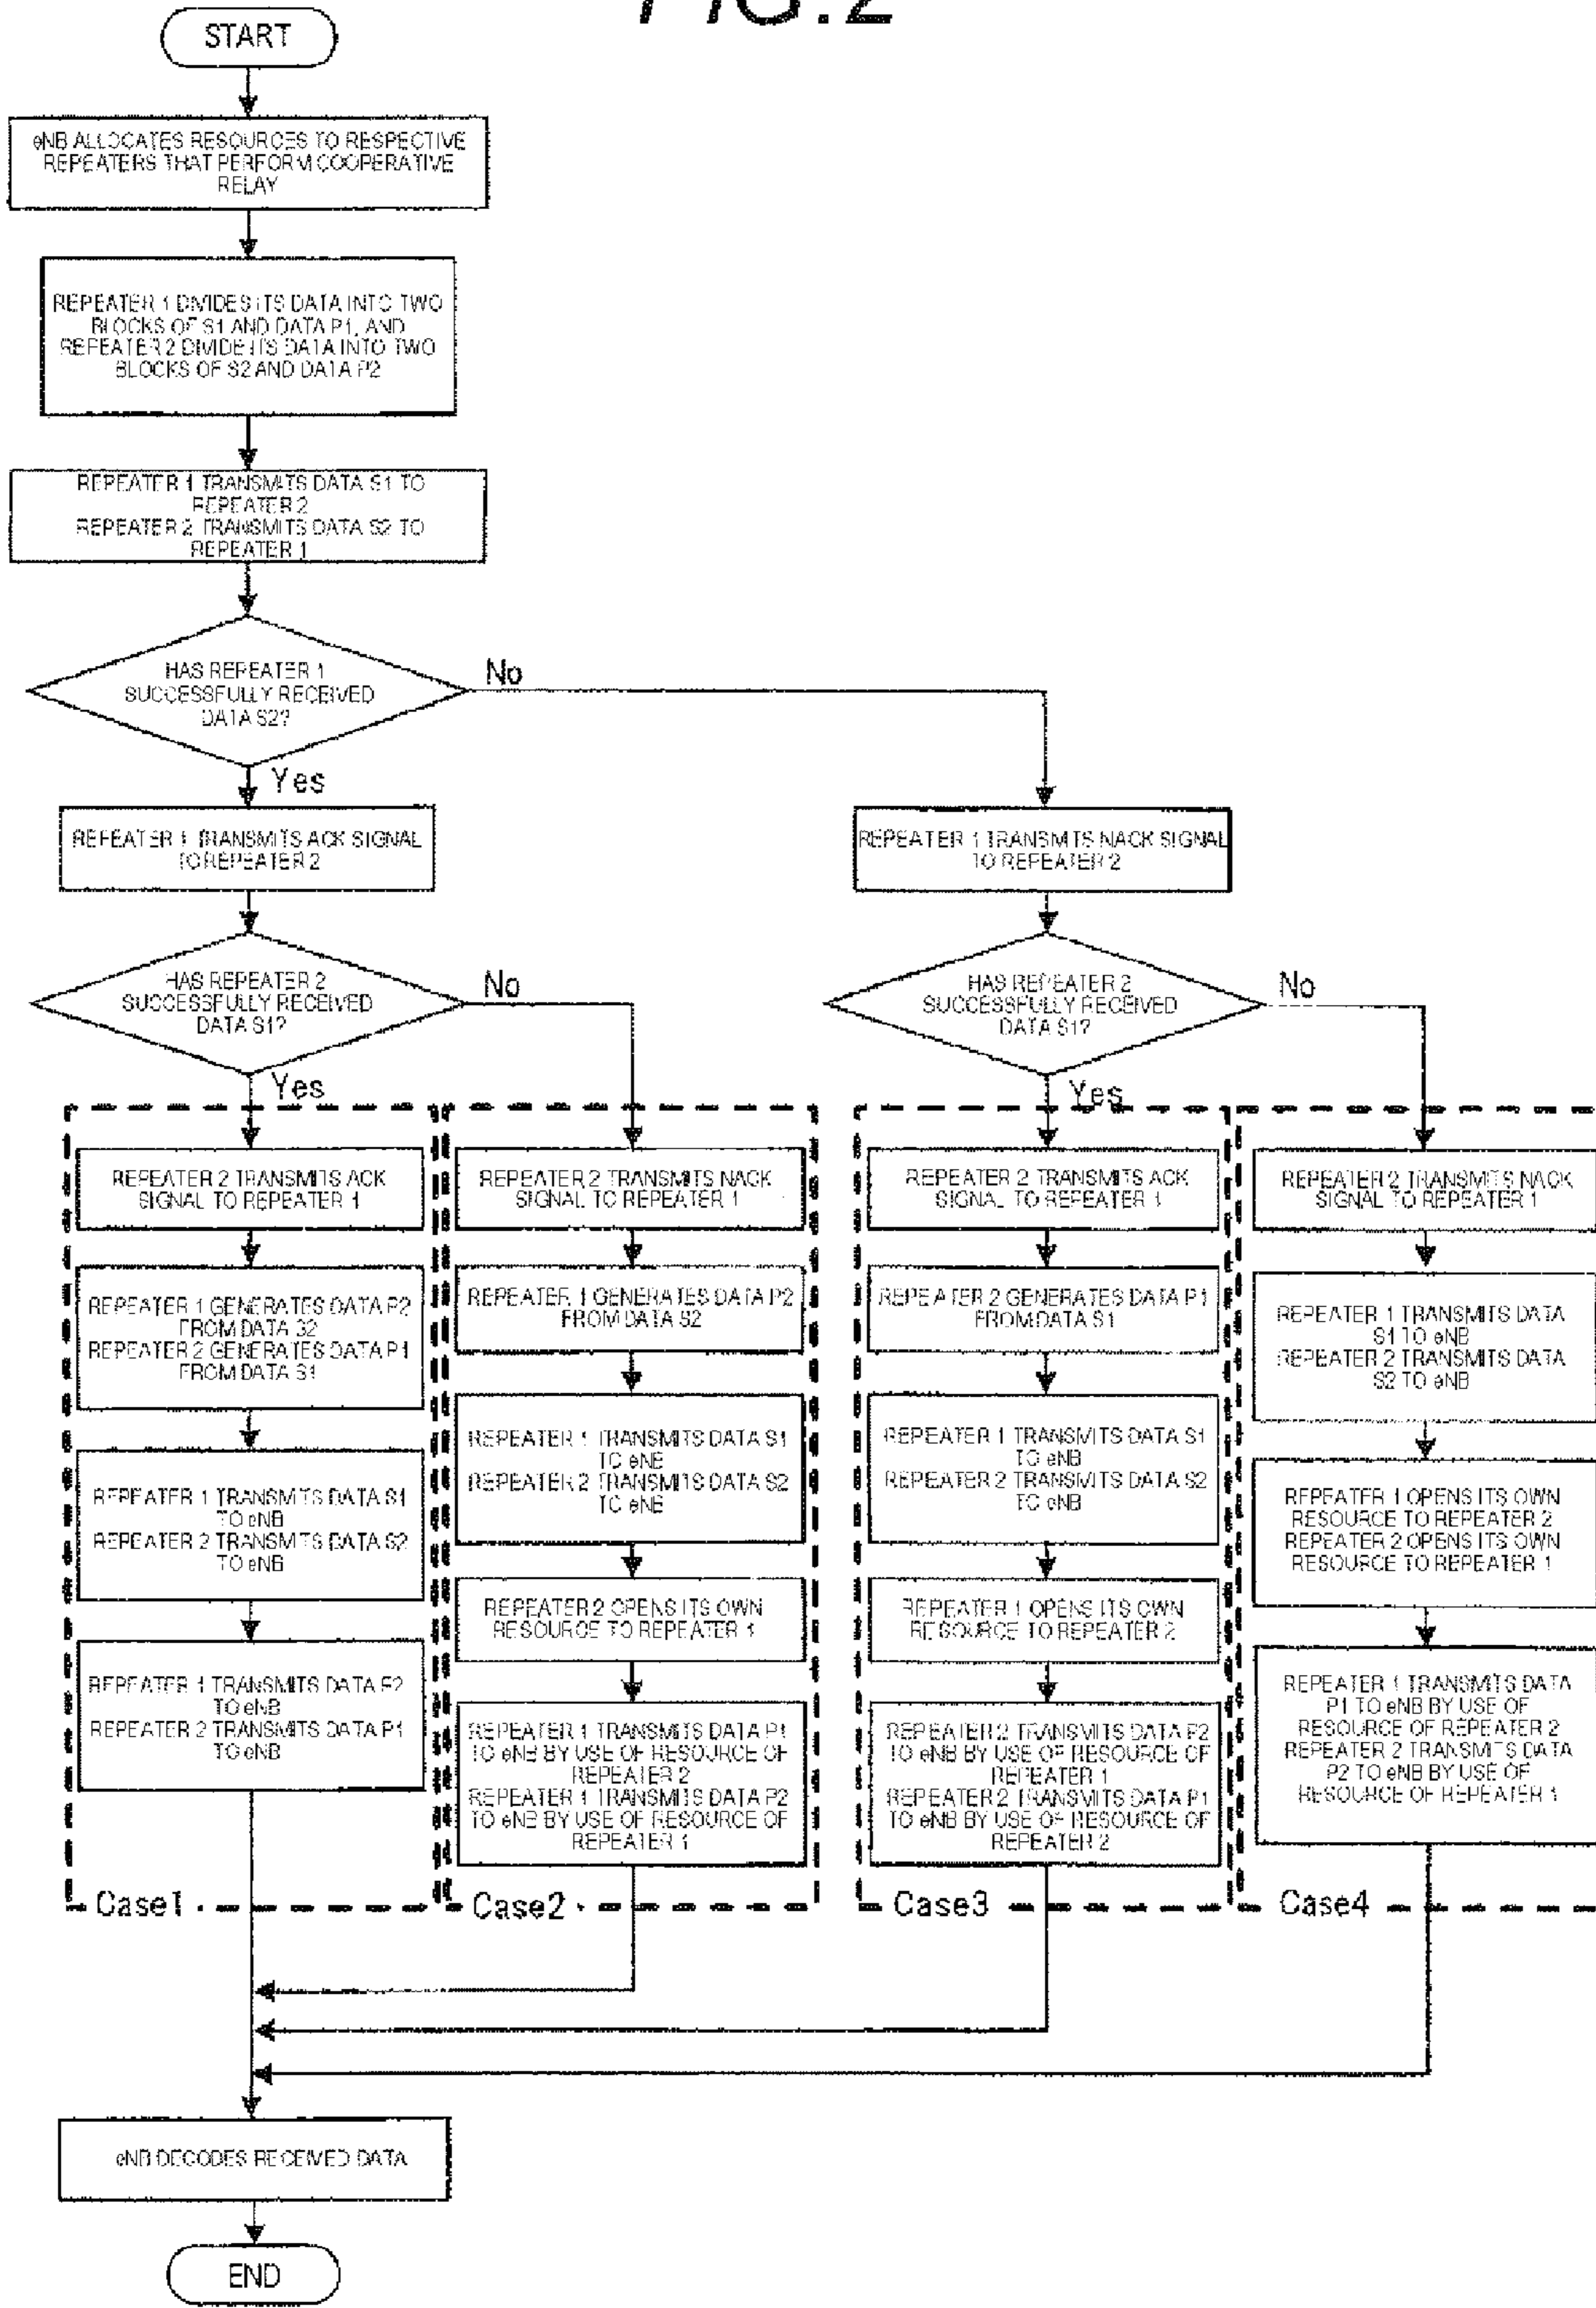 FIG. 2
START
eNB ALLOCATES RESOURCES TO RESPECTIVE
REPEATERS THAT PERFORM COOPERATIVE
RELAY
REPEATER 1 DIVIDES ITS DATA INTO TWO
BLOCKS OF S1 AND DATA P1, AND
REPEATER 2 DIVIDE ITS DATA INTO TWO
BLOCKS OF S2 AND DATA P2
REPEATER 1 TRANSMITS DATA S1 TO
REPEATER 2
REPEATER 2 TRANSMITS DATA S2 TO
REPEATER 1
HAS REPEATER 1
SUCCESSFULLY RECEIVED
DATA S2?
No
Yes
REPEATER 1 TRANSMITS ACK SIGNAL
TO REPEATER 2
REPEATER 1 TRANSMITS NACK SIGNAL
TO REPEATER 2
HAS REPEATER 2
SUCCESSFULLY RECEIVED
DATA S1?
No
Yes
HAS REPEATER 2
SUCCESSFULLY RECEIVED
DATA S1?
No
Yes
REPEATER 2 TRANSMITS ACK
SIGNAL TO REPEATER 1
REPEATER 1 GENERATES DATA P2
FROM DATA S2
REPEATER 2 GENERATES DATA P1
FROM DATA S1
REPEATER 1 TRANSMITS DATA S1
TO eNB
REPEATER 2 TRANSMITS DATA S2
TO eNB
REPEATER 1 TRANSMITS DATA P2
TO eNB
REPEATER 2 TRANSMITS DATA P1
TO eNB
Case1
REPEATER 2 TRANSMITS NACK
SIGNAL TO REPEATER 1
REPEATER 1 GENERATES DATA P2
FROM DATA S2
REPEATER 1 TRANSMITS DATA S1
TO eNB
REPEATER 2 TRANSMITS DATA S2
TO eNB
REPEATER 2 OPENS ITS OWN
RESOURCE TO REPEATER 1
REPEATER 1 TRANSMITS DATA P1
TO eNB BY USE OF RESOURCE OF
REPEATER 2
REPEATER 1 TRANSMITS DATA P2
TO eNB BY USE OF RESOURCE OF
REPEATER 1
Case2
REPEATER 2 TRANSMITS ACK
SIGNAL TO REPEATER 1
REPEATER 2 GENERATES DATA P1
FROM DATA S1
REPEATER 1 TRANSMITS DATA S1
TO eNB
REPEATER 2 TRANSMITS DATA S2
TO eNB
REPEATER 1 OPENS ITS OWN
RESOURCE TO REPEATER 2
REPEATER 2 TRANSMITS DATA P2
TO eNB BY USE OF RESOURCE OF
REPEATER 1
REPEATER 2 TRANSMITS DATA P1
TO eNB BY USE OF RESOURCE OF
REPEATER 2
Case3
REPEATER 2 TRANSMITS NACK
SIGNAL TO REPEATER 1
REPEATER 1 TRANSMITS DATA
S1 TO eNB
REPEATER 2 TRANSMITS DATA
S2 TO eNB
REPEATER 1 OPENS ITS OWN
RESOURCE TO REPEATER 2
REPEATER 2 OPENS ITS OWN
RESOURCE TO REPEATER 1
REPEATER 1 TRANSMITS DATA
P1 TO eNB BY USE OF
RESOURCE OF REPEATER 2
REPEATER 2 TRANSMITS DATA
P2 TO eNB BY USE OF
RESOURCE OF REPEATER 1
Case4
eNB DECODES RECEIVED DATA
END